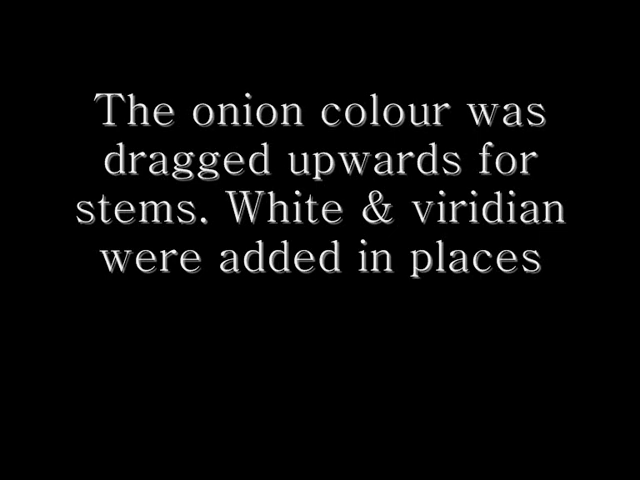 The onion colour was
dragged upwards for
stems. White & viridian
were added in places